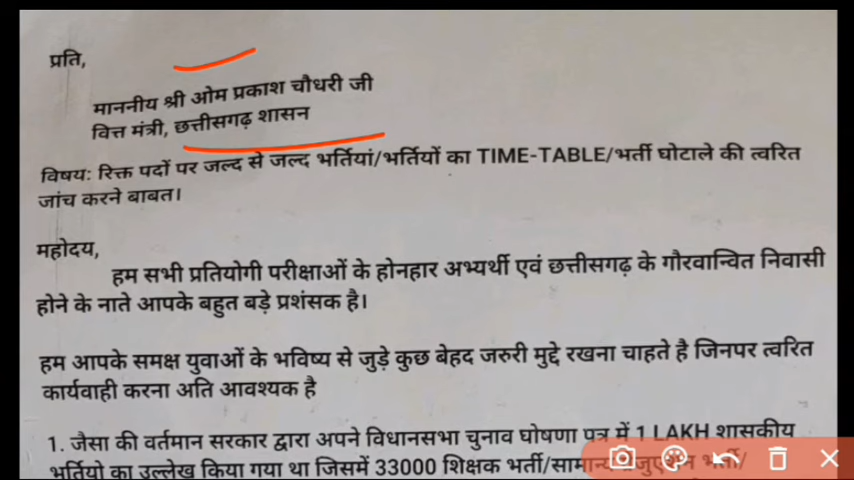 प्रति,
माननीय श्री ओम प्रकाश चौधरी जी
वित्त मंत्री, छत्तीसगढ़ शासन
विषय: रिक्त पदों पर जल्द से जल्द भर्तियां/भर्तियों का TIME-TABLE/भर्ती घोटाले की त्वरित
जांच करने बाबत।
महोदय,
हम सभी प्रतियोगी परीक्षाओं के होनहार अभ्यर्थी एवं छत्तीसगढ़ के गौरवान्वित निवासी
होने के नाते आपके बहुत बड़े प्रशंसक है।
हम आपके समक्ष युवाओं के भविष्य से जुड़े कुछ बेहद जरुरी मुद्दे रखना चाहते है जिनपर त्वरित
कार्यवाही करना अति आवश्यक है
1. जैसा की वर्तमान सरकार द्वारा अपने विधानसभा चुनाव घोषणा पत्र में 1 LAKH शासकीय
भर्तियो का उल्लेख किया गया था जिसमें 33000 शिक्षक भर्ती/सामान्य भर्ती/